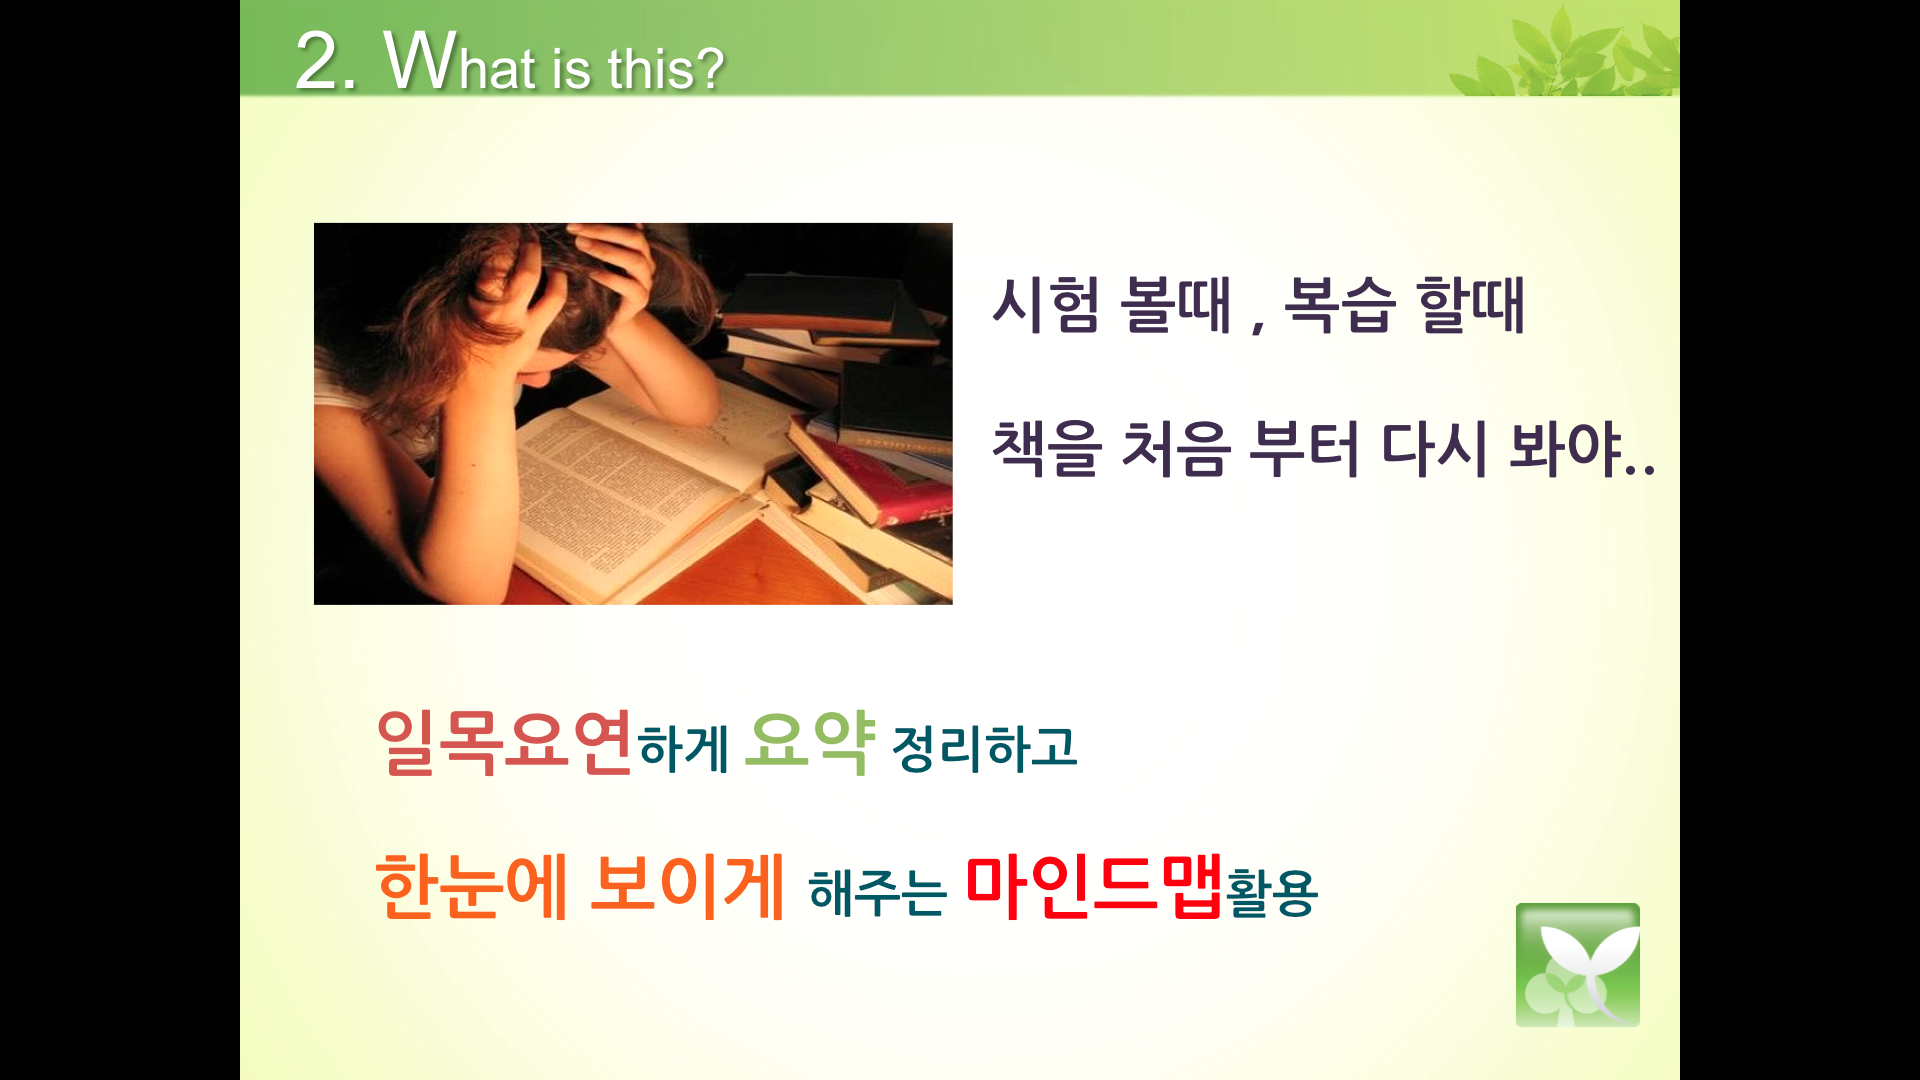 2. What is this?
시험 볼때 , 복습 할때
책을 처음 부터 다시 봐야..
일목요연하게 요약 정리하고
한눈에 보이게 해주는 마인드맵활용